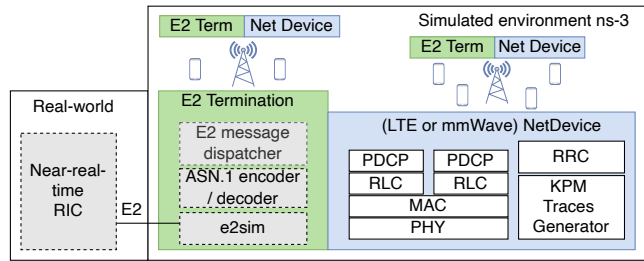 Simulated environment ns-3
E2 Term Net Device
E2 Term Net Device
Real-world
Near-real-
time
RIC
E2
E2 Termination
E2 message
dispatcher
ASN.1 encoder
/ decoder
e2sim
(LTE or mmWave) NetDevice
PDCP PDCP
RLC RLC
MAC
PHY
RRC
KPM
Traces
Generator